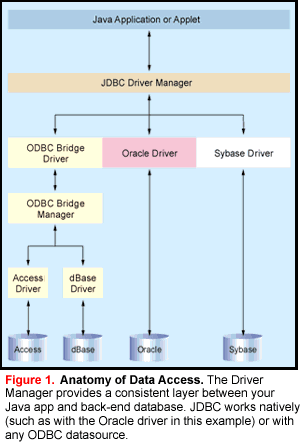 Java Application or Applet
JDBC Driver Manager
ODBC Bridge
Driver
Oracle Driver
Sybase Driver
ODBC Bridge
Manager
Access
Driver
dBase
Driver
Access
dBase
Oracle
Sybase
Figure 1. Anatomy of Data Access. The Driver
Manager provides a consistent layer between your
Java app and back-end database. JDBC works natively
(such as with the Oracle driver in this example) or with
any ODBC datasource.